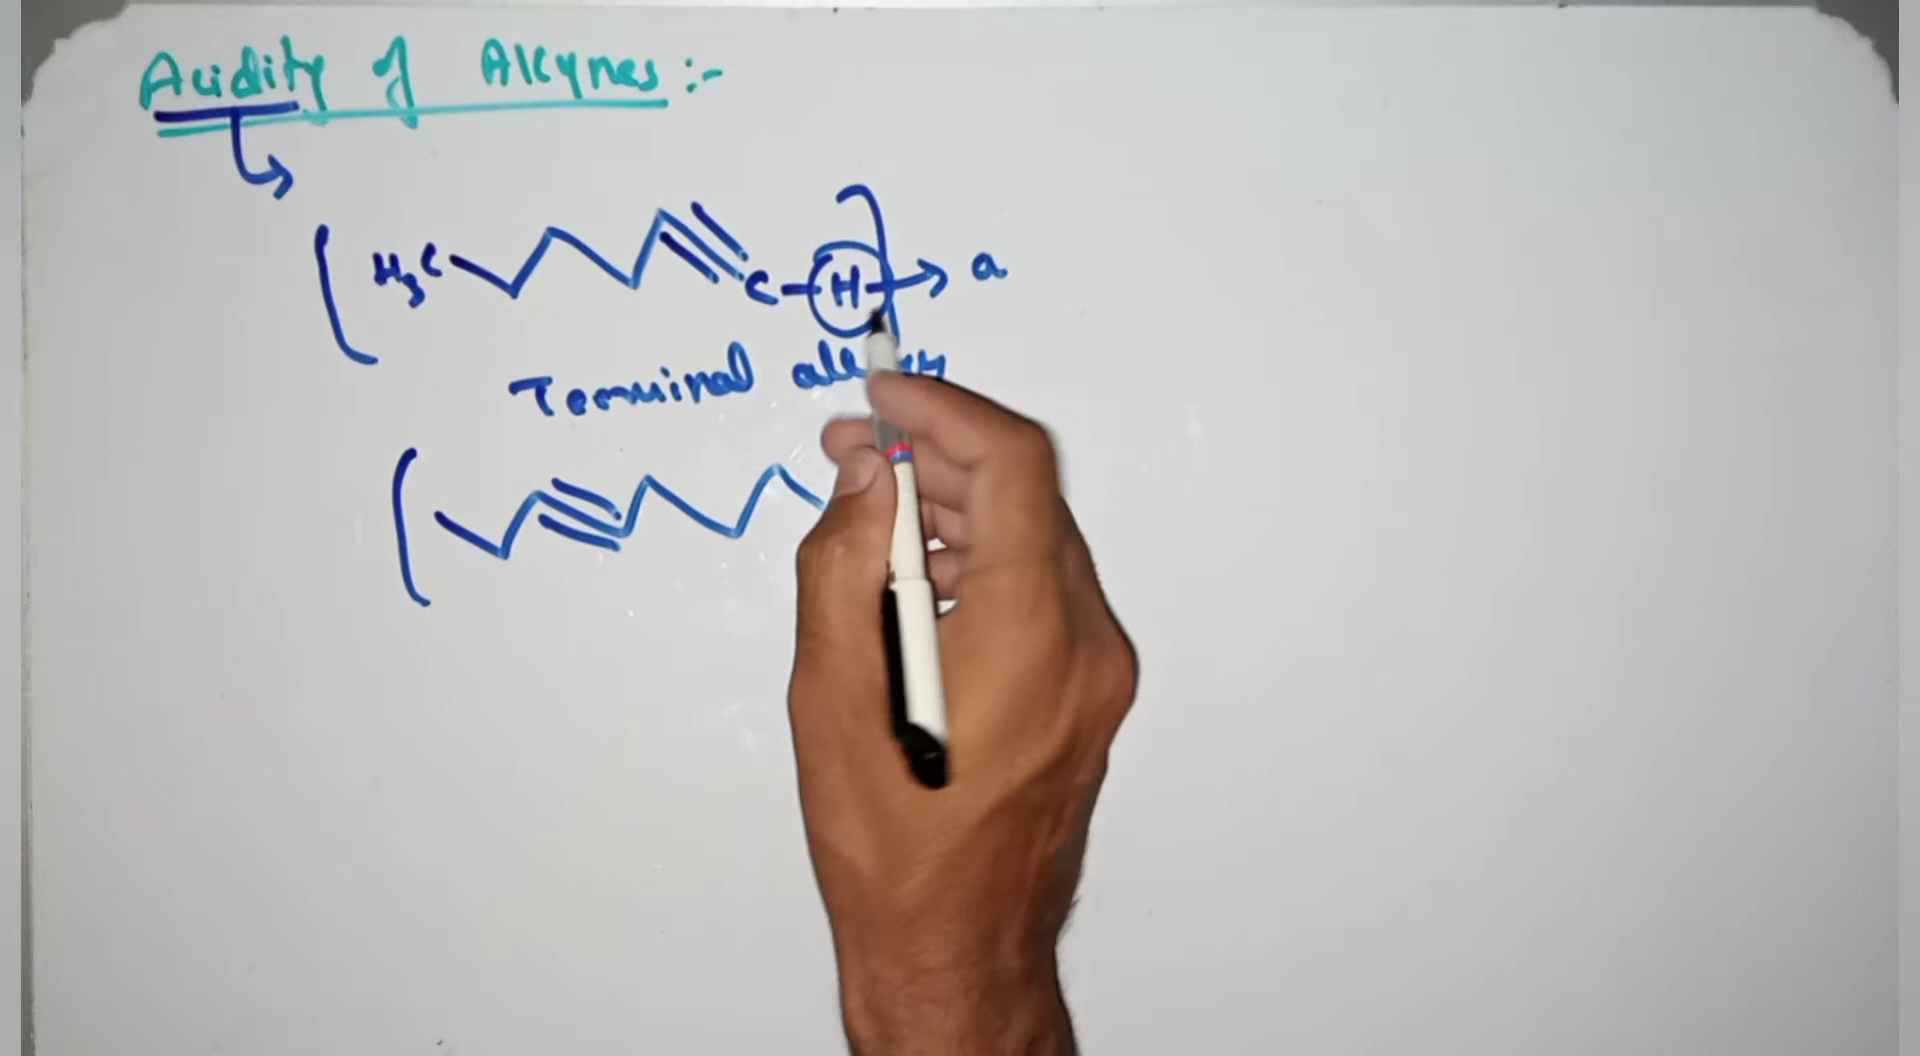 Acidity of Alkynes :-
H₃C C - H → a
Terminal